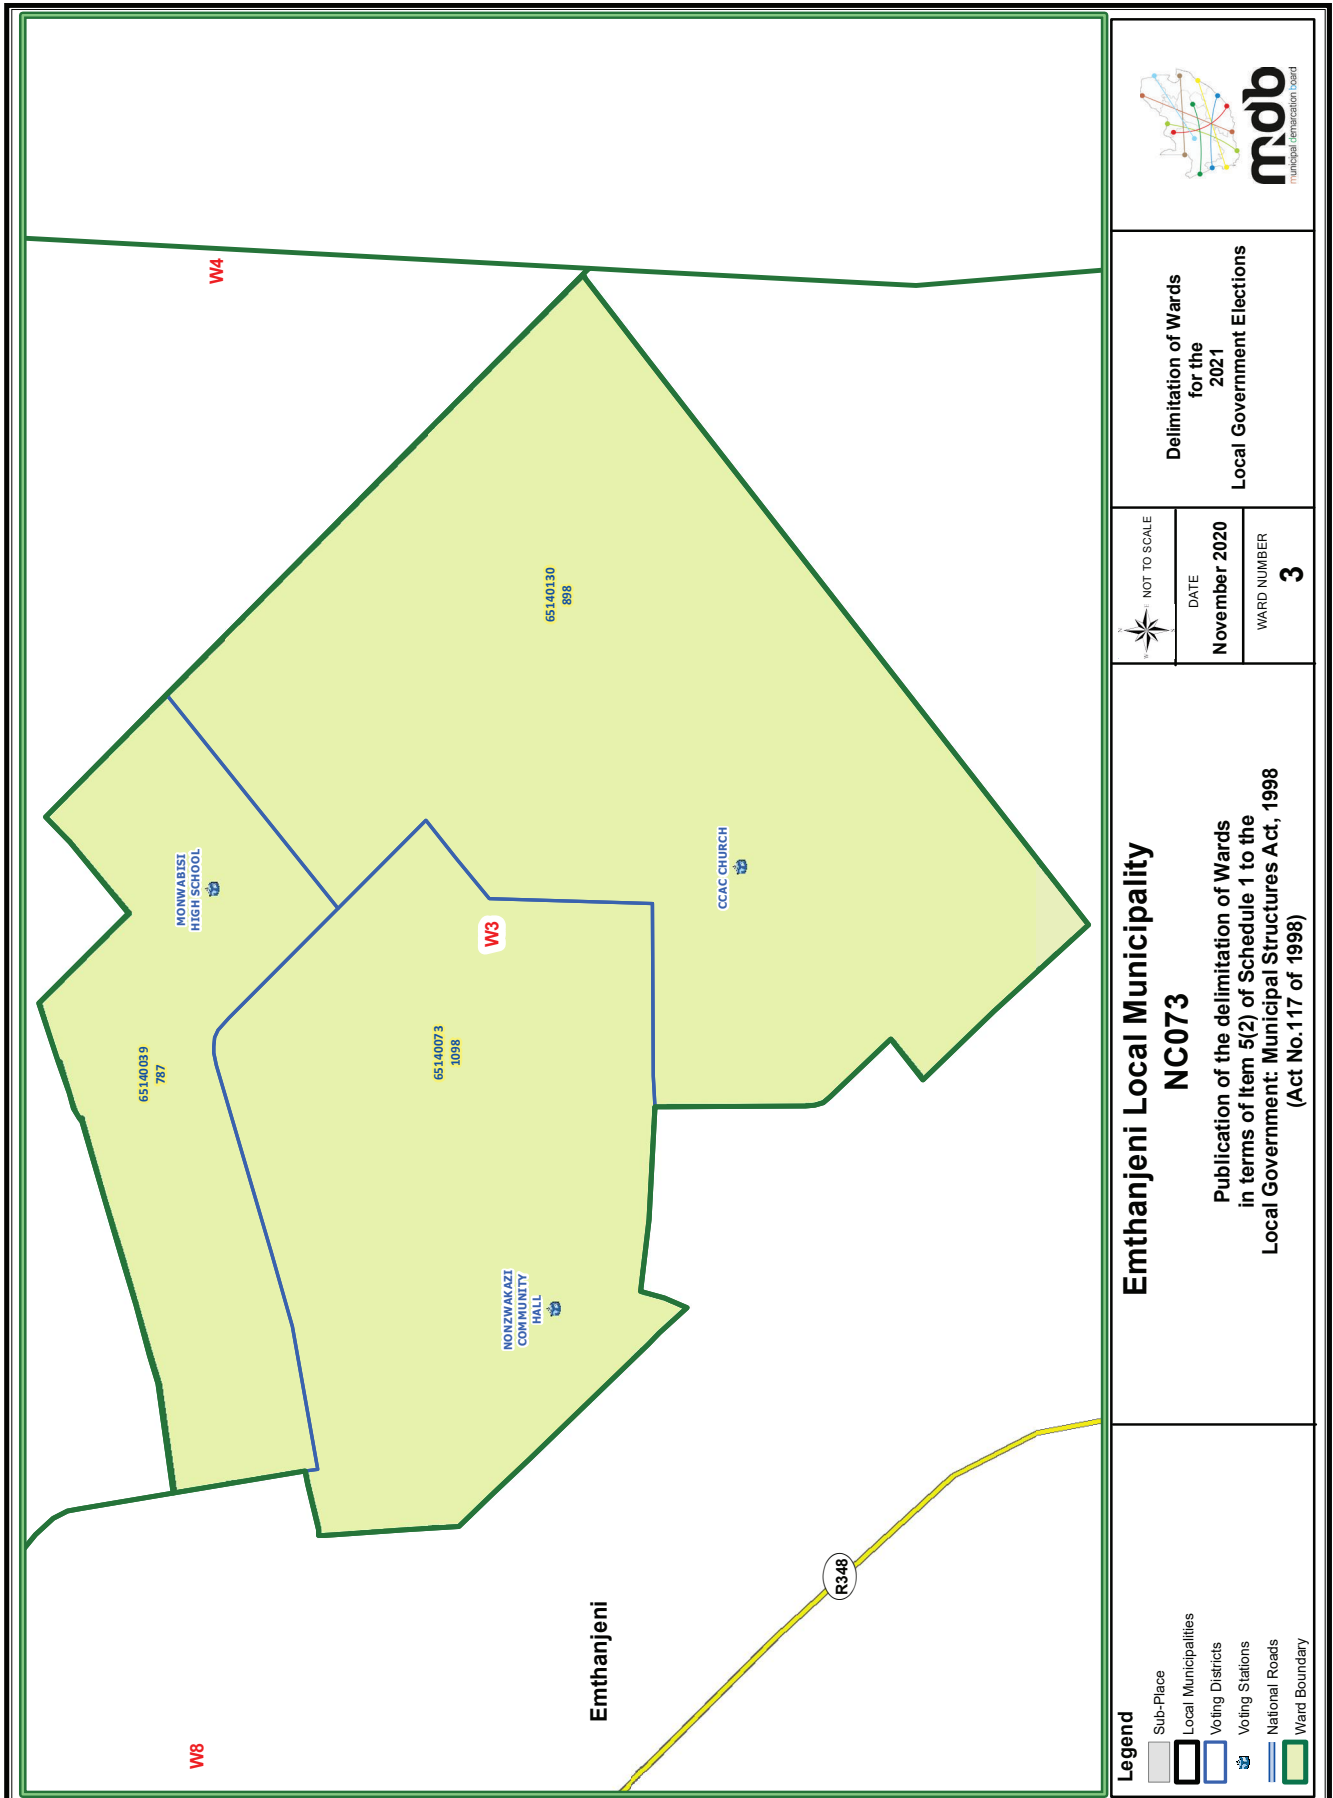 W8
W4
W3
MONWABISI
HIGH SCHOOL
65140039
787
65140073
1098
65140130
898
NONZWAKAZI
COMMUNITY
HALL
CCAC CHURCH
Emthanjeni
R348
Legend
Sub-Place
Local Municipalities
Voting Districts
Voting Stations
National Roads
Ward Boundary
Emthanjeni Local Municipality
NC073
Publication of the delimitation of Wards
in terms of Item 5(2) of Schedule 1 to the
Local Government: Municipal Structures Act, 1998
(Act No.117 of 1998)
N
W
E
S
NOT TO SCALE
DATE
November 2020
WARD NUMBER
3
Delimitation of Wards
for the
2021
Local Government Elections
mdb
municipal demarcation board